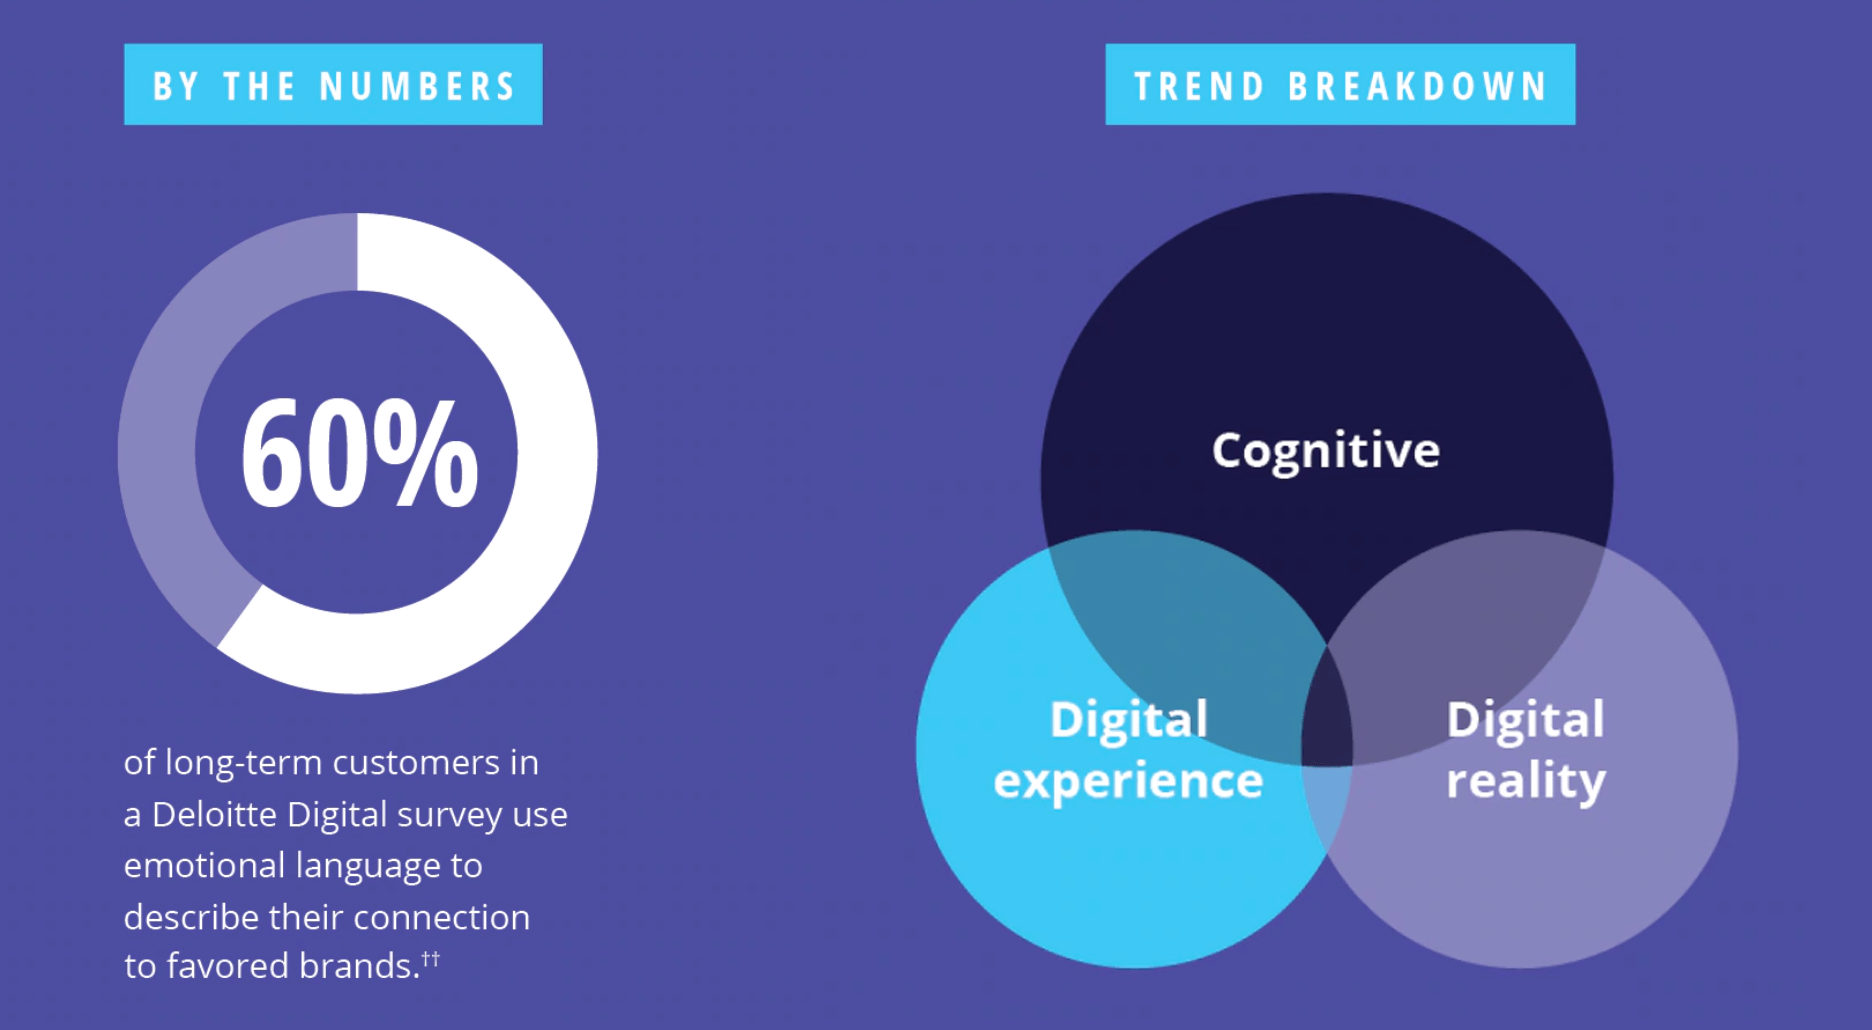 BY THE NUMBERS
60%
of long-term customers in
a Deloitte Digital survey use
emotional language to
describe their connection
to favored brands.††
TREND BREAKDOWN
Cognitive
Digital
experience
Digital
reality